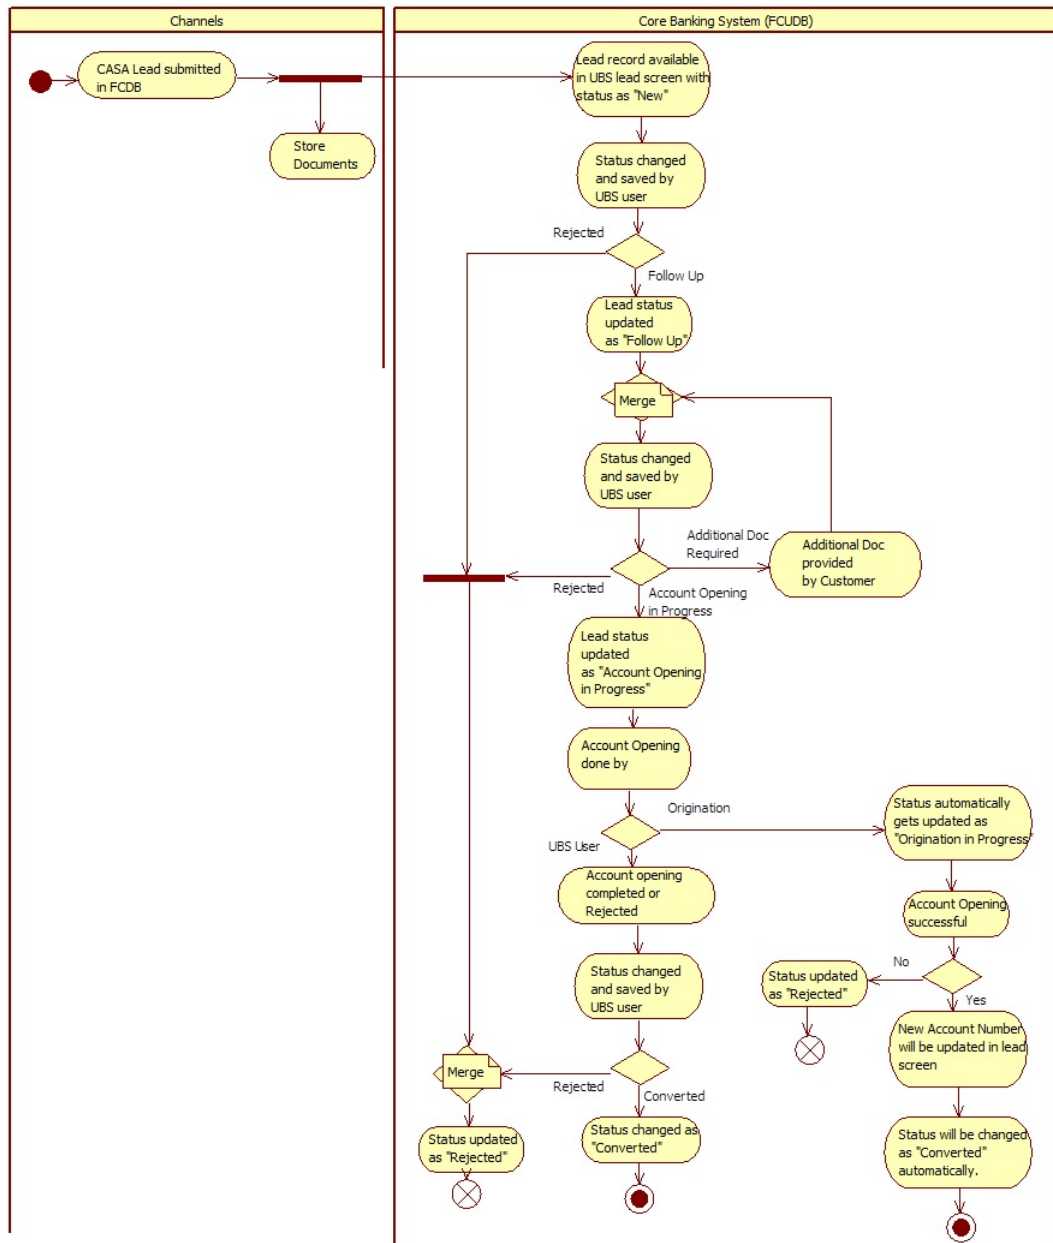 Channels
Core Banking System (FCUDB)
CASA Lead submitted
in FCDB
Store
Documents
Lead record available
in UBS lead screen with
status as "New"
Status changed
and saved by
UBS user
Rejected
Follow Up
Lead status
updated
as "Follow Up"
Merge
Status changed
and saved by
UBS user
Additional Doc
Required
Additional Doc
provided
by Customer
Rejected
Account Opening
in Progress
Lead status
updated
as "Account Opening
in Progress"
Account Opening
done by
Origination
UBS User
Status automatically
gets updated as
"Origination in Progress"
Account opening
completed or
Rejected
Account Opening
successful
Status changed
and saved by
UBS user
No
Status updated
as "Rejected"
Yes
New Account Number
will be updated in lead
screen
Merge
Rejected
Converted
Status updated
as "Rejected"
Status changed as
"Converted"
Status will be changed
as "Converted"
automatically.